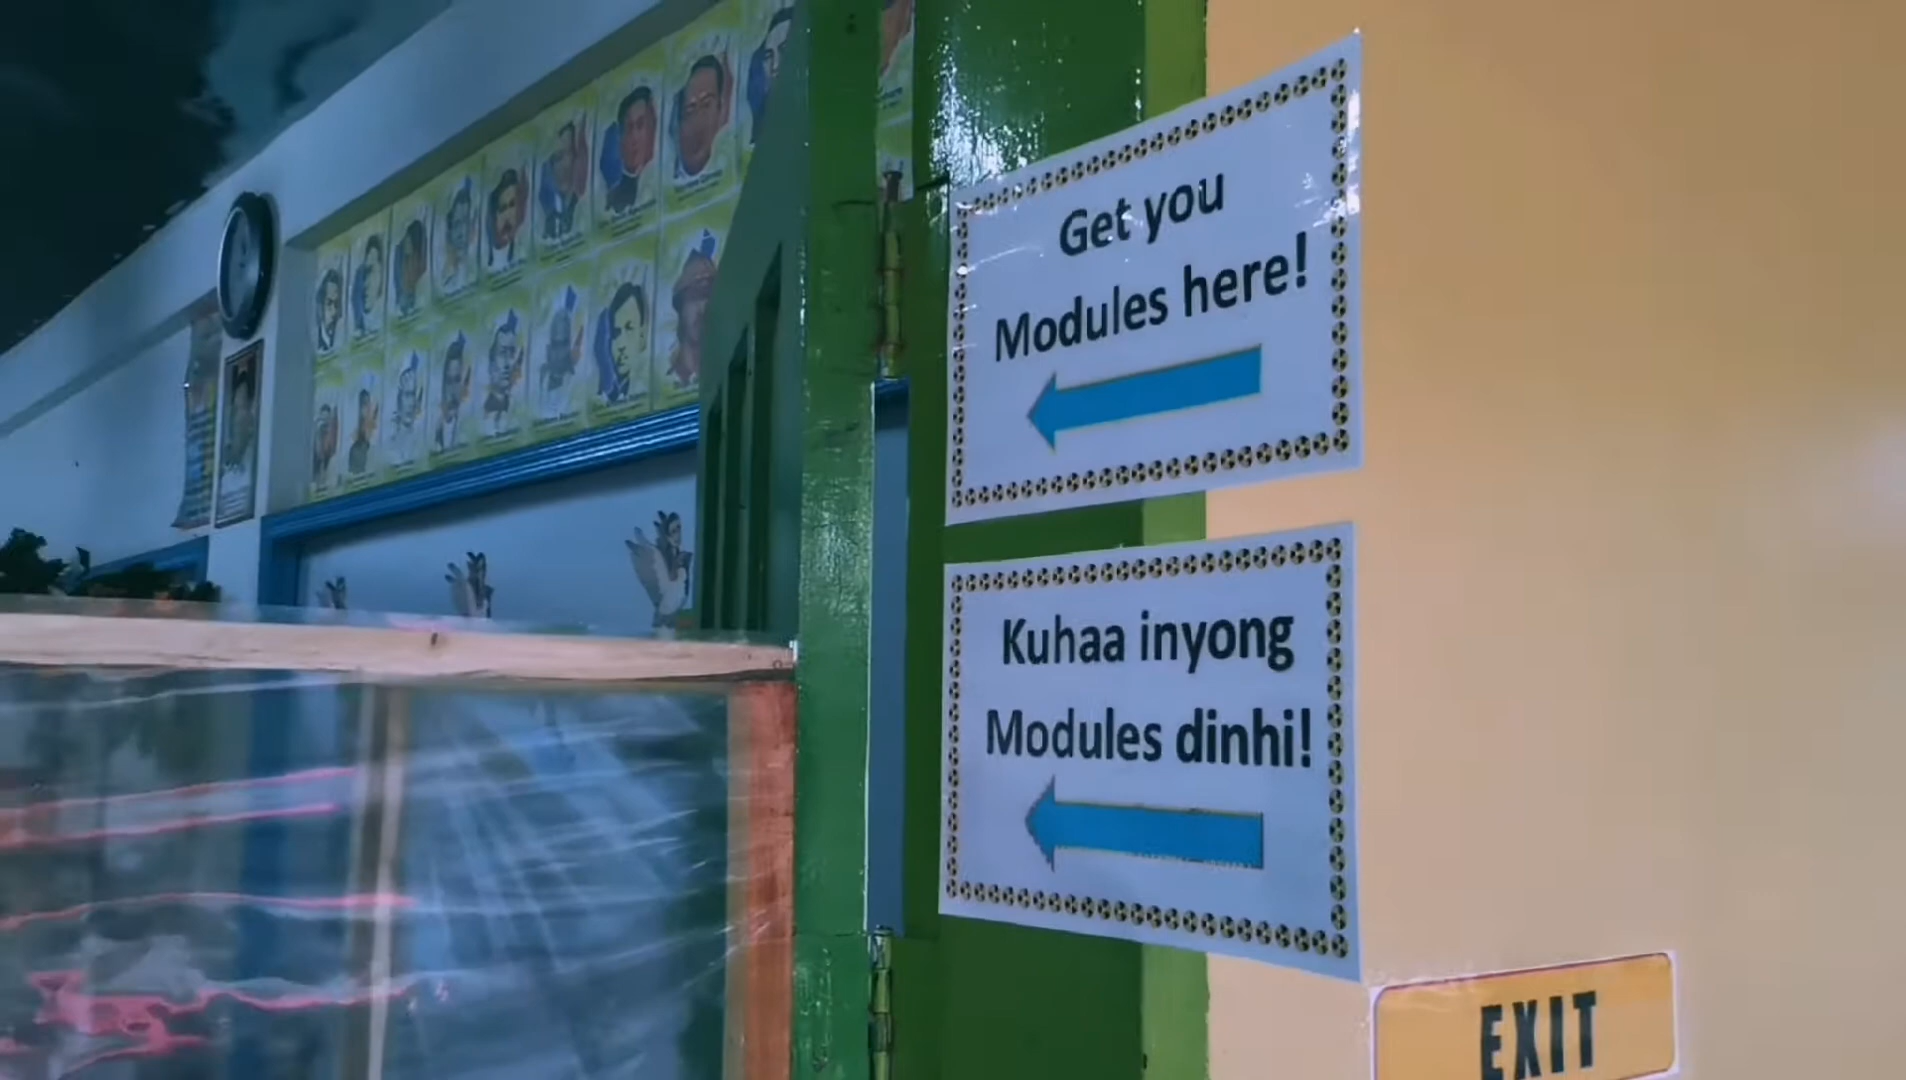 Get you
Modules here!
Kuhaa inyong
Modules dinhi!
EXIT